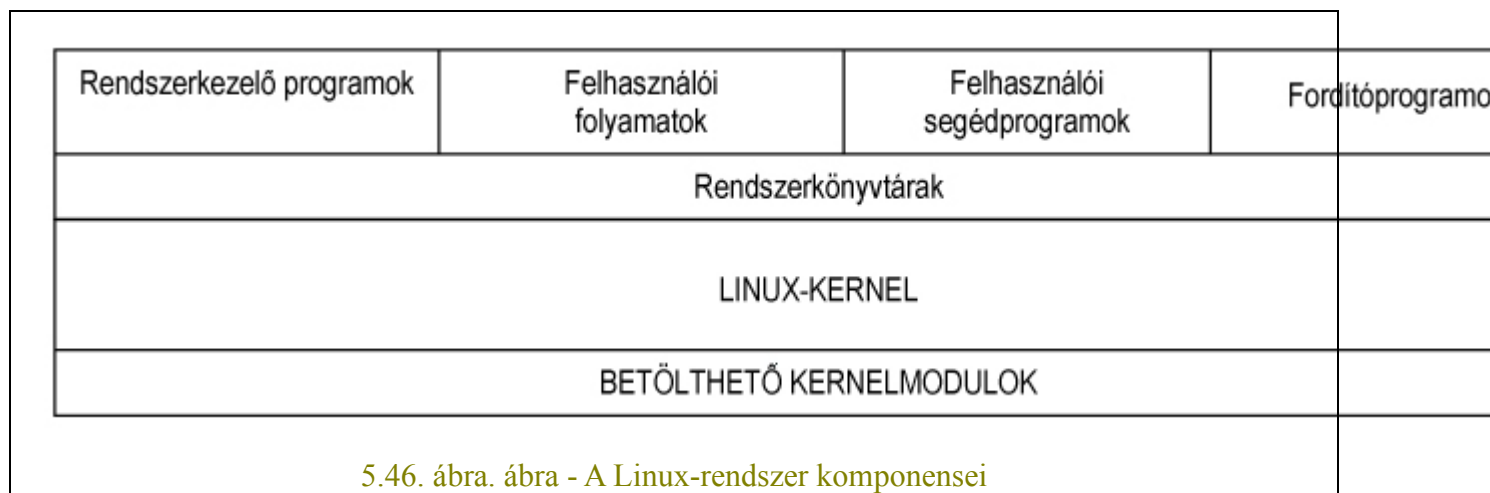 Rendszerkezelő programok
Felhasználói
folyamatok
Felhasználói
segédprogramok
Fordítóprogramo
Rendszerkönyvtárak
LINUX-KERNEL
BETÖLTHETŐ KERNELMODULOK
5.46. ábra. ábra - A Linux-rendszer komponensei